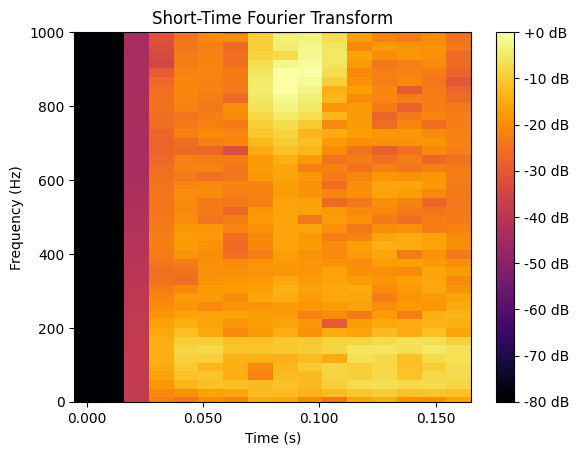 Short-Time Fourier Transform
1000
800
600
400
200
0
Frequency (Hz)
0.000
0.050
0.100
0.150
Time (s)
+0 dB
-10 dB
-20 dB
-30 dB
-40 dB
-50 dB
-60 dB
-70 dB
-80 dB